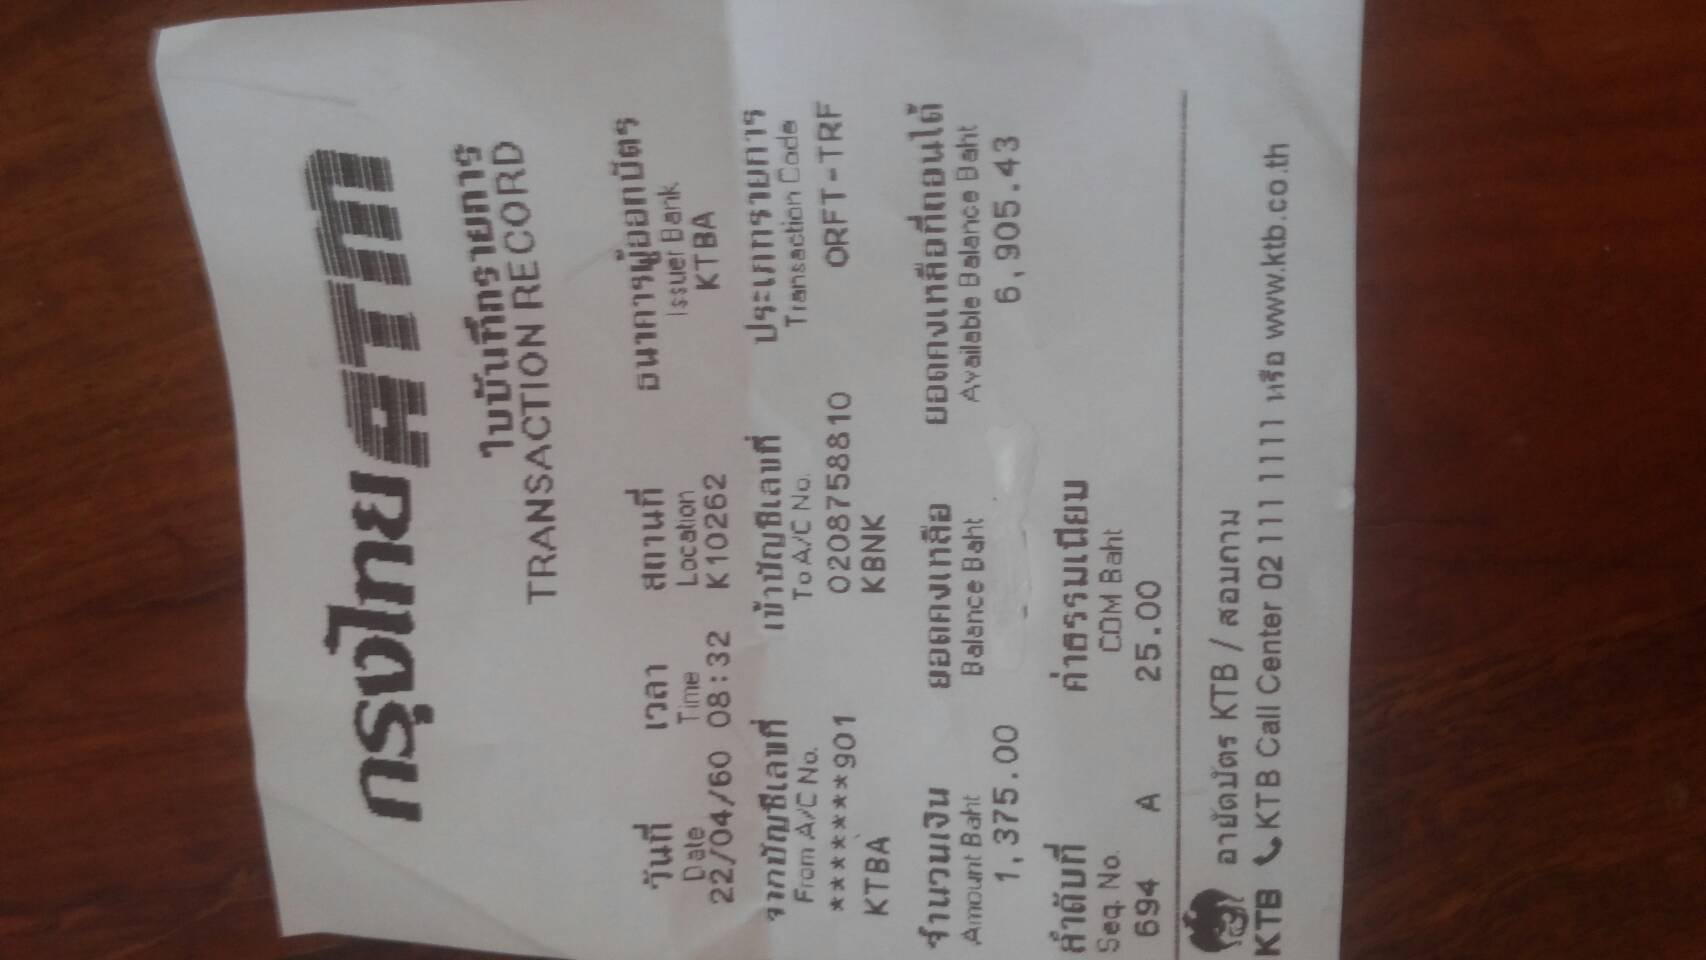 กรุงไทย ATM
ใบบันทึกรายการ
TRANSACTION RECORD
วันที่ เวลา สถานที่ ธนาคารผู้ออกบัตร
Date Time Location Issuer Bank
22/04/60 08:32 K10262 KTBA
จากบัญชีเลขที่ เข้าบัญชีเลขที่ ประเภทรายการ
From A/C No. To A/C No. Transaction Code
*******901 0208758810 ORFT-TRF
KTBA KBNK
จำนวนเงิน ยอดคงเหลือ ยอดคงเหลือที่ถอนได้
Amount Baht Balance Baht Available Balance Baht
1,375.00 6,905.43
ลำดับที่ ค่าธรรมเนียม
Seq. No. COM Baht
694 A 25.00
อายัดบัตร KTB / สอบถาม
KTB KTB Call Center 02 111 1111 หรือ www.ktb.co.th